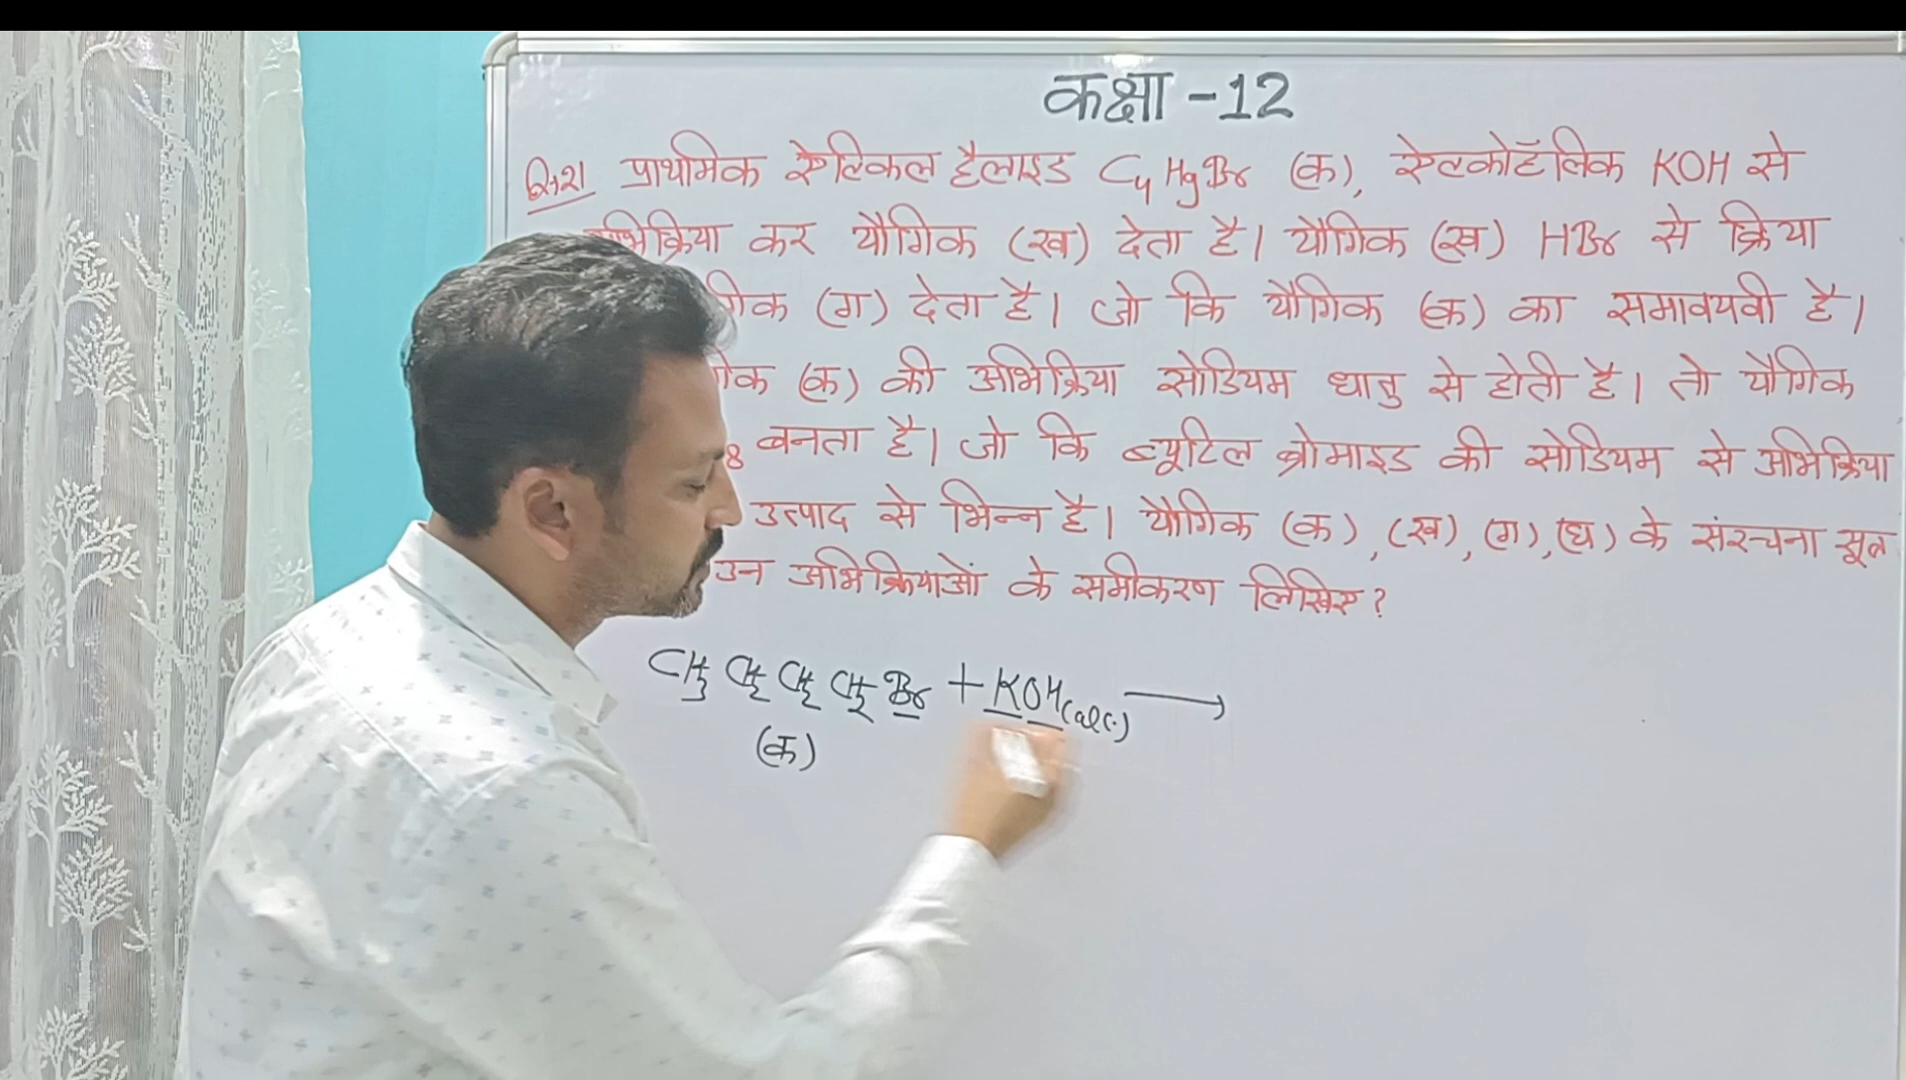 कक्षा - 12
प्राथमिक ऐल्किल हैलाइड C4H9Br (क), ऐल्कोहॉलिक KOH से
कर यौगिक (ख) देता है। यौगिक (ख) HBr से क्रिया
(ग) देता है। जो कि यौगिक (क) का समावयवी है।
(क) की अभिक्रिया सोडियम धातु से होती है। तो यौगिक
8 बनता है। जो कि ब्यूटिल ब्रोमाइड की सोडियम से अभिक्रिया
उत्पाद से भिन्न है। यौगिक (क), (ख), (ग), (घ) के संरचना सूत्र
उन अभिक्रियाओं के समीकरण लिखिए?
CH3 CH2 CH2 CH2 Br + KOH(alc.) ⟶
(क)